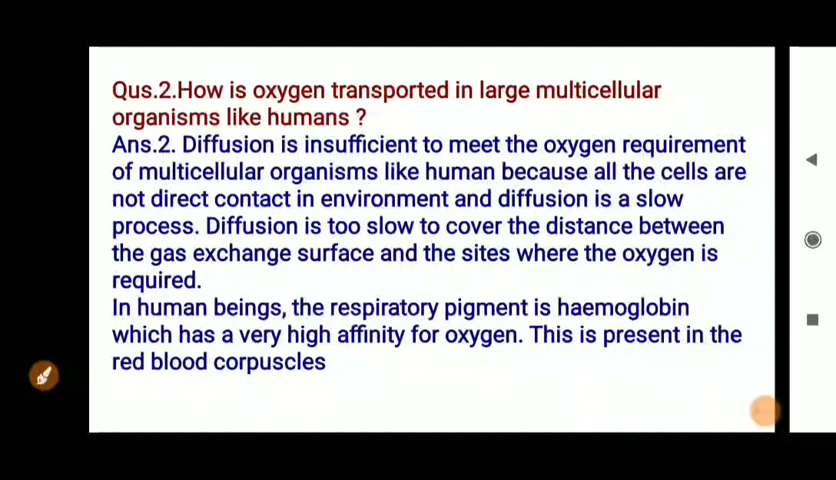 Qus.2.How is oxygen transported in large multicellular
organisms like humans ?
Ans.2. Diffusion is insufficient to meet the oxygen requirement
of multicellular organisms like human because all the cells are
not direct contact in environment and diffusion is a slow
process. Diffusion is too slow to cover the distance between
the gas exchange surface and the sites where the oxygen is
required.
In human beings, the respiratory pigment is haemoglobin
which has a very high affinity for oxygen. This is present in the
red blood corpuscles